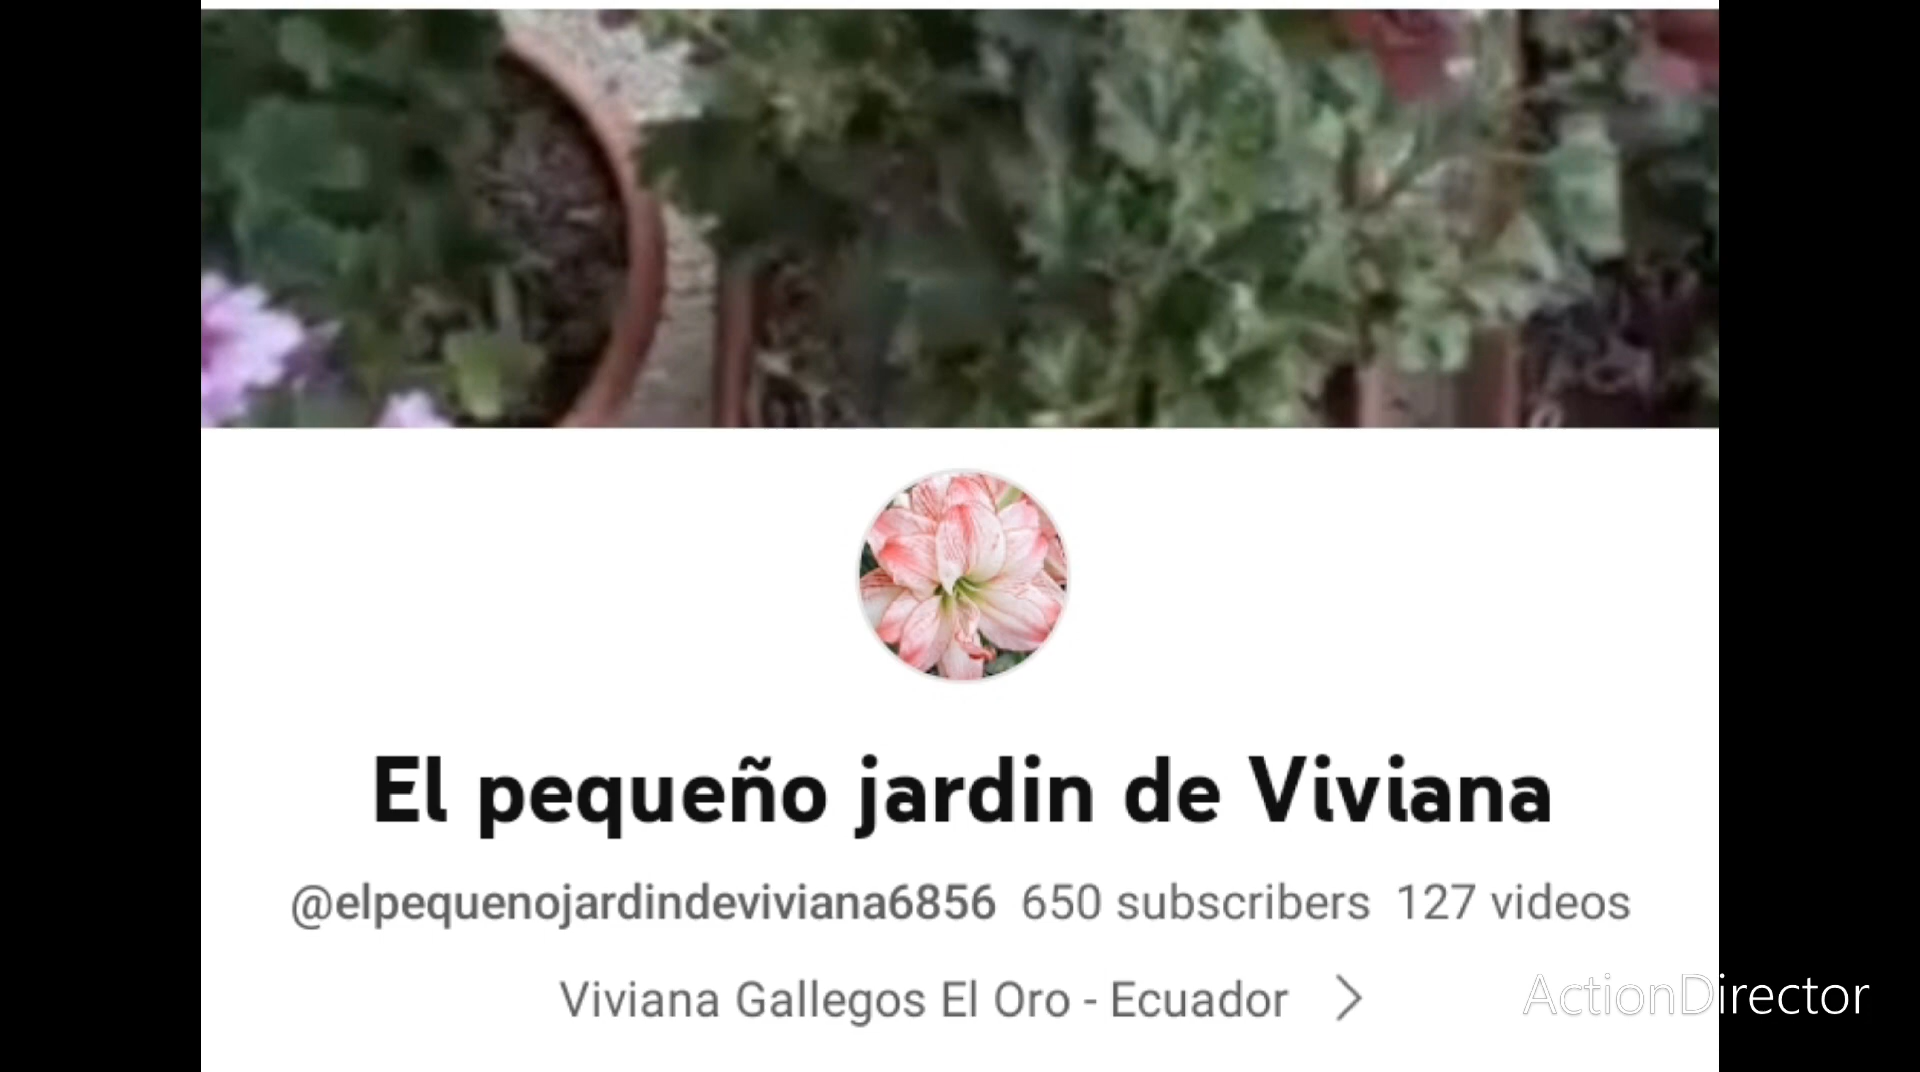 El pequeño jardin de Viviana
@elpequenojardindeviviana6856 650 subscribers 127 videos
Viviana Gallegos El Oro - Ecuador
ActionDirector